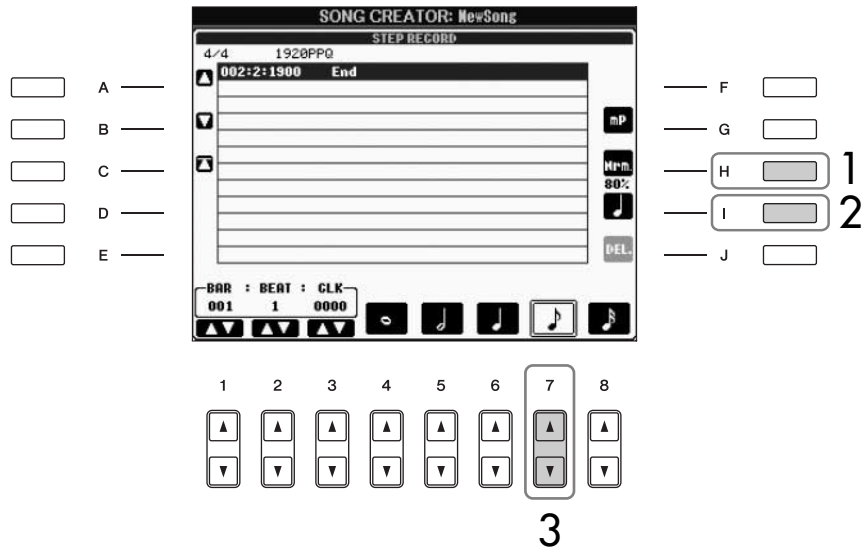 SONG CREATOR: NewSong
STEP RECORD
4/4 1920PPQ
002:2:1900 End
A
B
C
D
E
F
G
H
I
J
mP
Nrm.
80%
DEL.
1
2
BAR : BEAT : CLK
001 1 0000
1 2 3 4 5 6 7 8
3